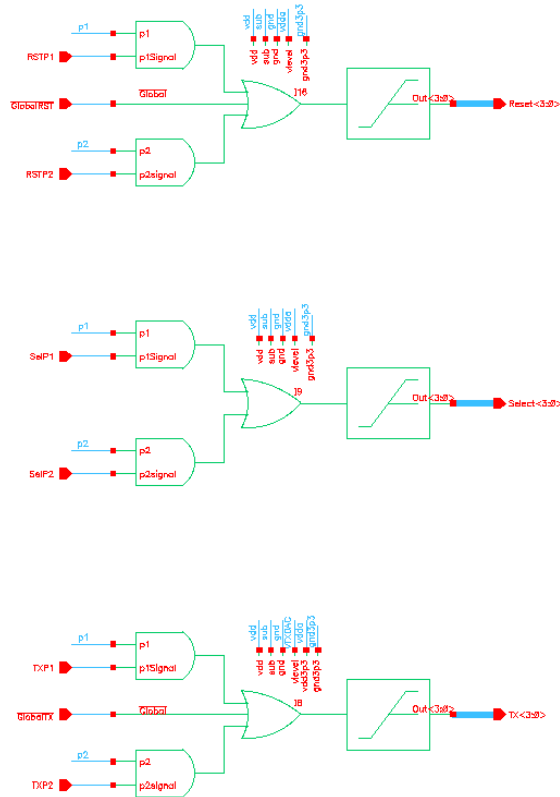 p1
p1
RSTP1
p1Signal
GlobalRST
Global
p2
p2
RSTP2
p2signal
vdd
sub
gnd
vdda
gnd3p3
vdd
sub
gnd
vlevel
gnd3p3
I16
Out<3:0>
Reset<3:0>
p1
p1
SelP1
p1Signal
p2
p2
SelP2
p2signal
vdd
sub
gnd
vdda
gnd3p3
vdd
sub
gnd
vlevel
gnd3p3
I9
Out<3:0>
Select<3:0>
p1
p1
TXP1
p1Signal
GlobalTX
Global
p2
p2
TXP2
p2signal
vdd
sub
gnd
VTXDAC
vdda
gnd3p3
vdd
sub
gnd
vlevel
vdd3p3
gnd3p3
I8
Out<3:0>
TX<3:0>